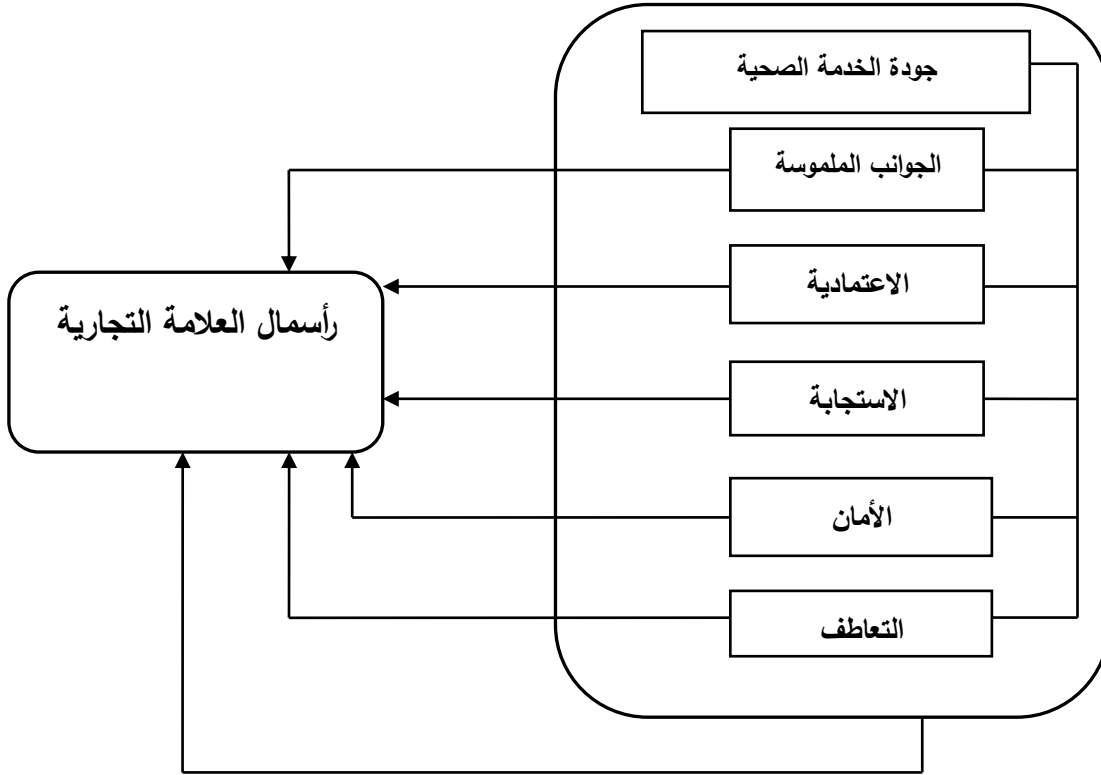 جودة الخدمة الصحية
الجوانب الملموسة
الاعتمادية
رأسمال العلامة التجارية
الاستجابة
الأمان
التعاطف